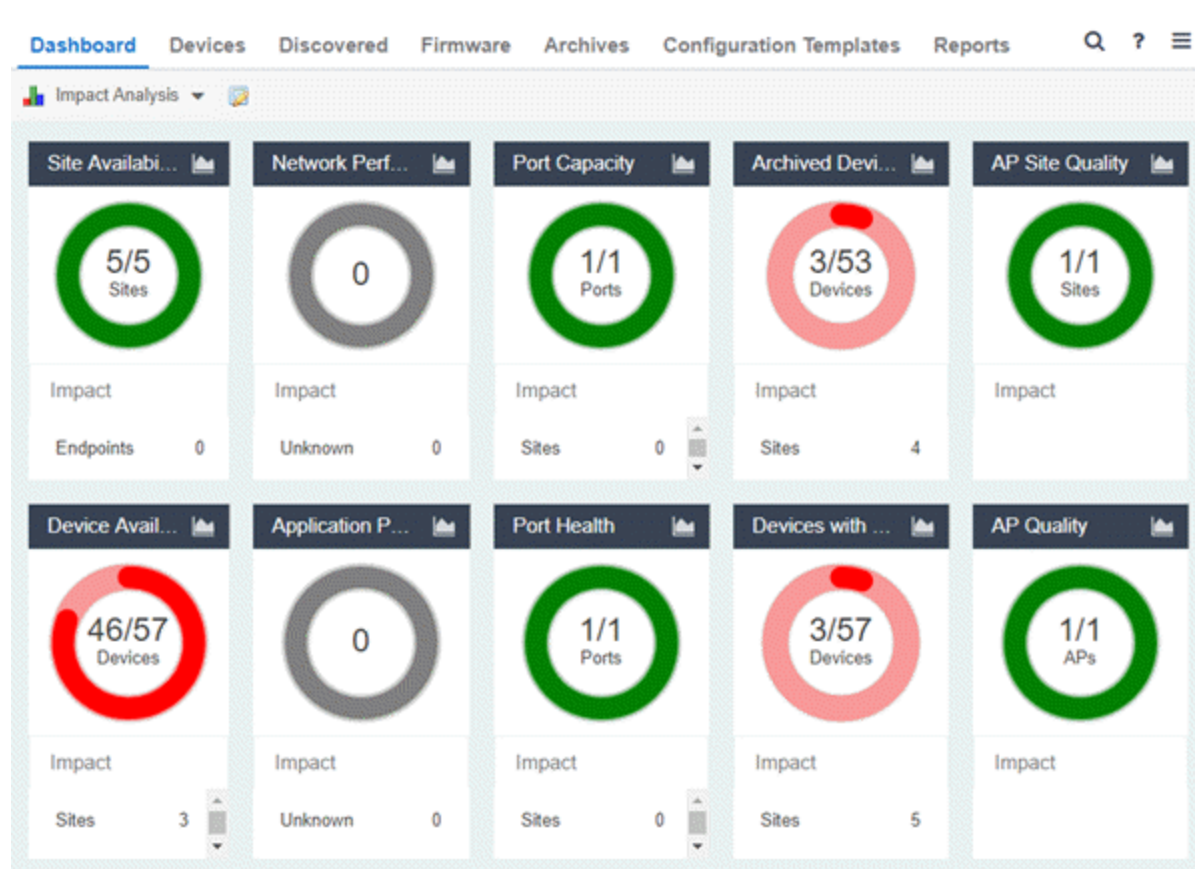 Dashboard Devices Discovered Firmware Archives Configuration Templates Reports ?
Impact Analysis
Site Availabi... Network Perf... Port Capacity Archived Devi... AP Site Quality
5/5 0 1/1 3/53 1/1
Sites Ports Devices Sites
Impact Impact Impact Impact Impact
Endpoints 0 Unknown 0 Sites 0 Sites 4
Device Avail... Application P... Port Health Devices with ... AP Quality
46/57 0 1/1 3/57 1/1
Devices Ports Devices APs
Impact Impact Impact Impact Impact
Sites 3 Unknown 0 Sites 0 Sites 5